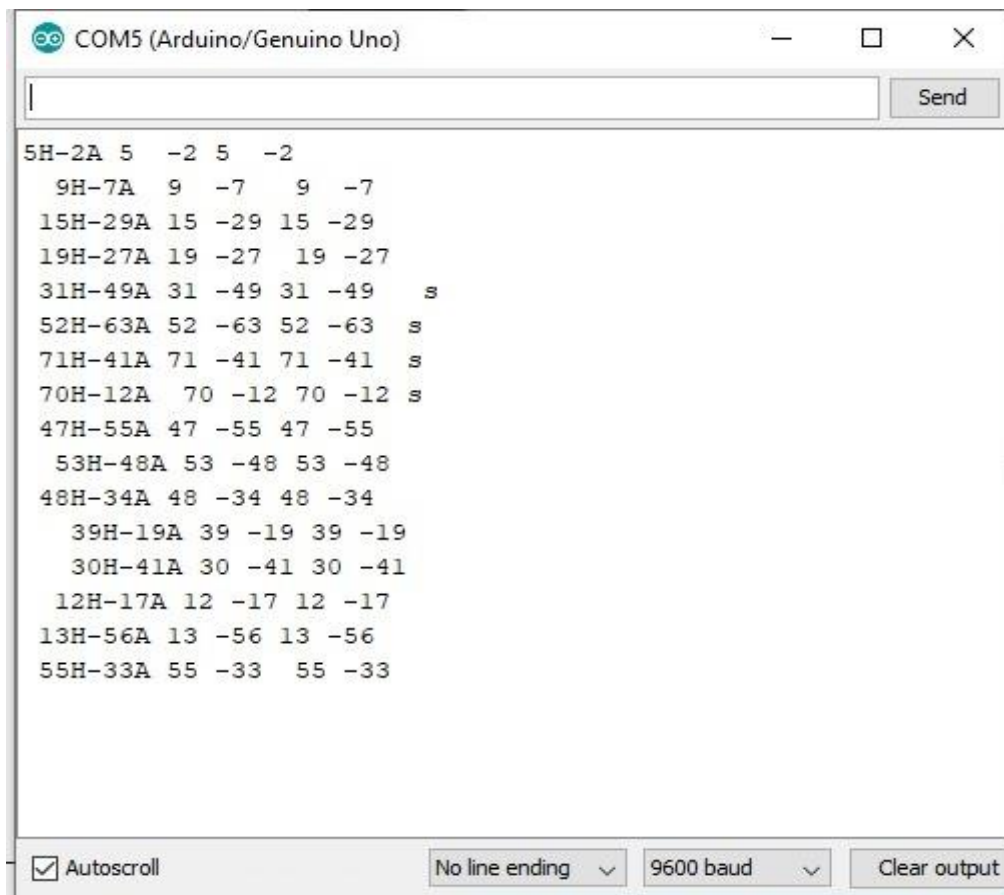 COM5 (Arduino/Genuino Uno)
Send
5H-2A 5  -2 5  -2
  9H-7A  9  -7   9  -7
 15H-29A 15 -29 15 -29
 19H-27A 19 -27  19 -27
 31H-49A 31 -49 31 -49   s
 52H-63A 52 -63 52 -63  s
 71H-41A 71 -41 71 -41  s
 70H-12A  70 -12 70 -12 s
 47H-55A 47 -55 47 -55
  53H-48A 53 -48 53 -48
 48H-34A 48 -34 48 -34
   39H-19A 39 -19 39 -19
   30H-41A 30 -41 30 -41
  12H-17A 12 -17 12 -17
 13H-56A 13 -56 13 -56
 55H-33A 55 -33  55 -33
Autoscroll No line ending 9600 baud Clear output